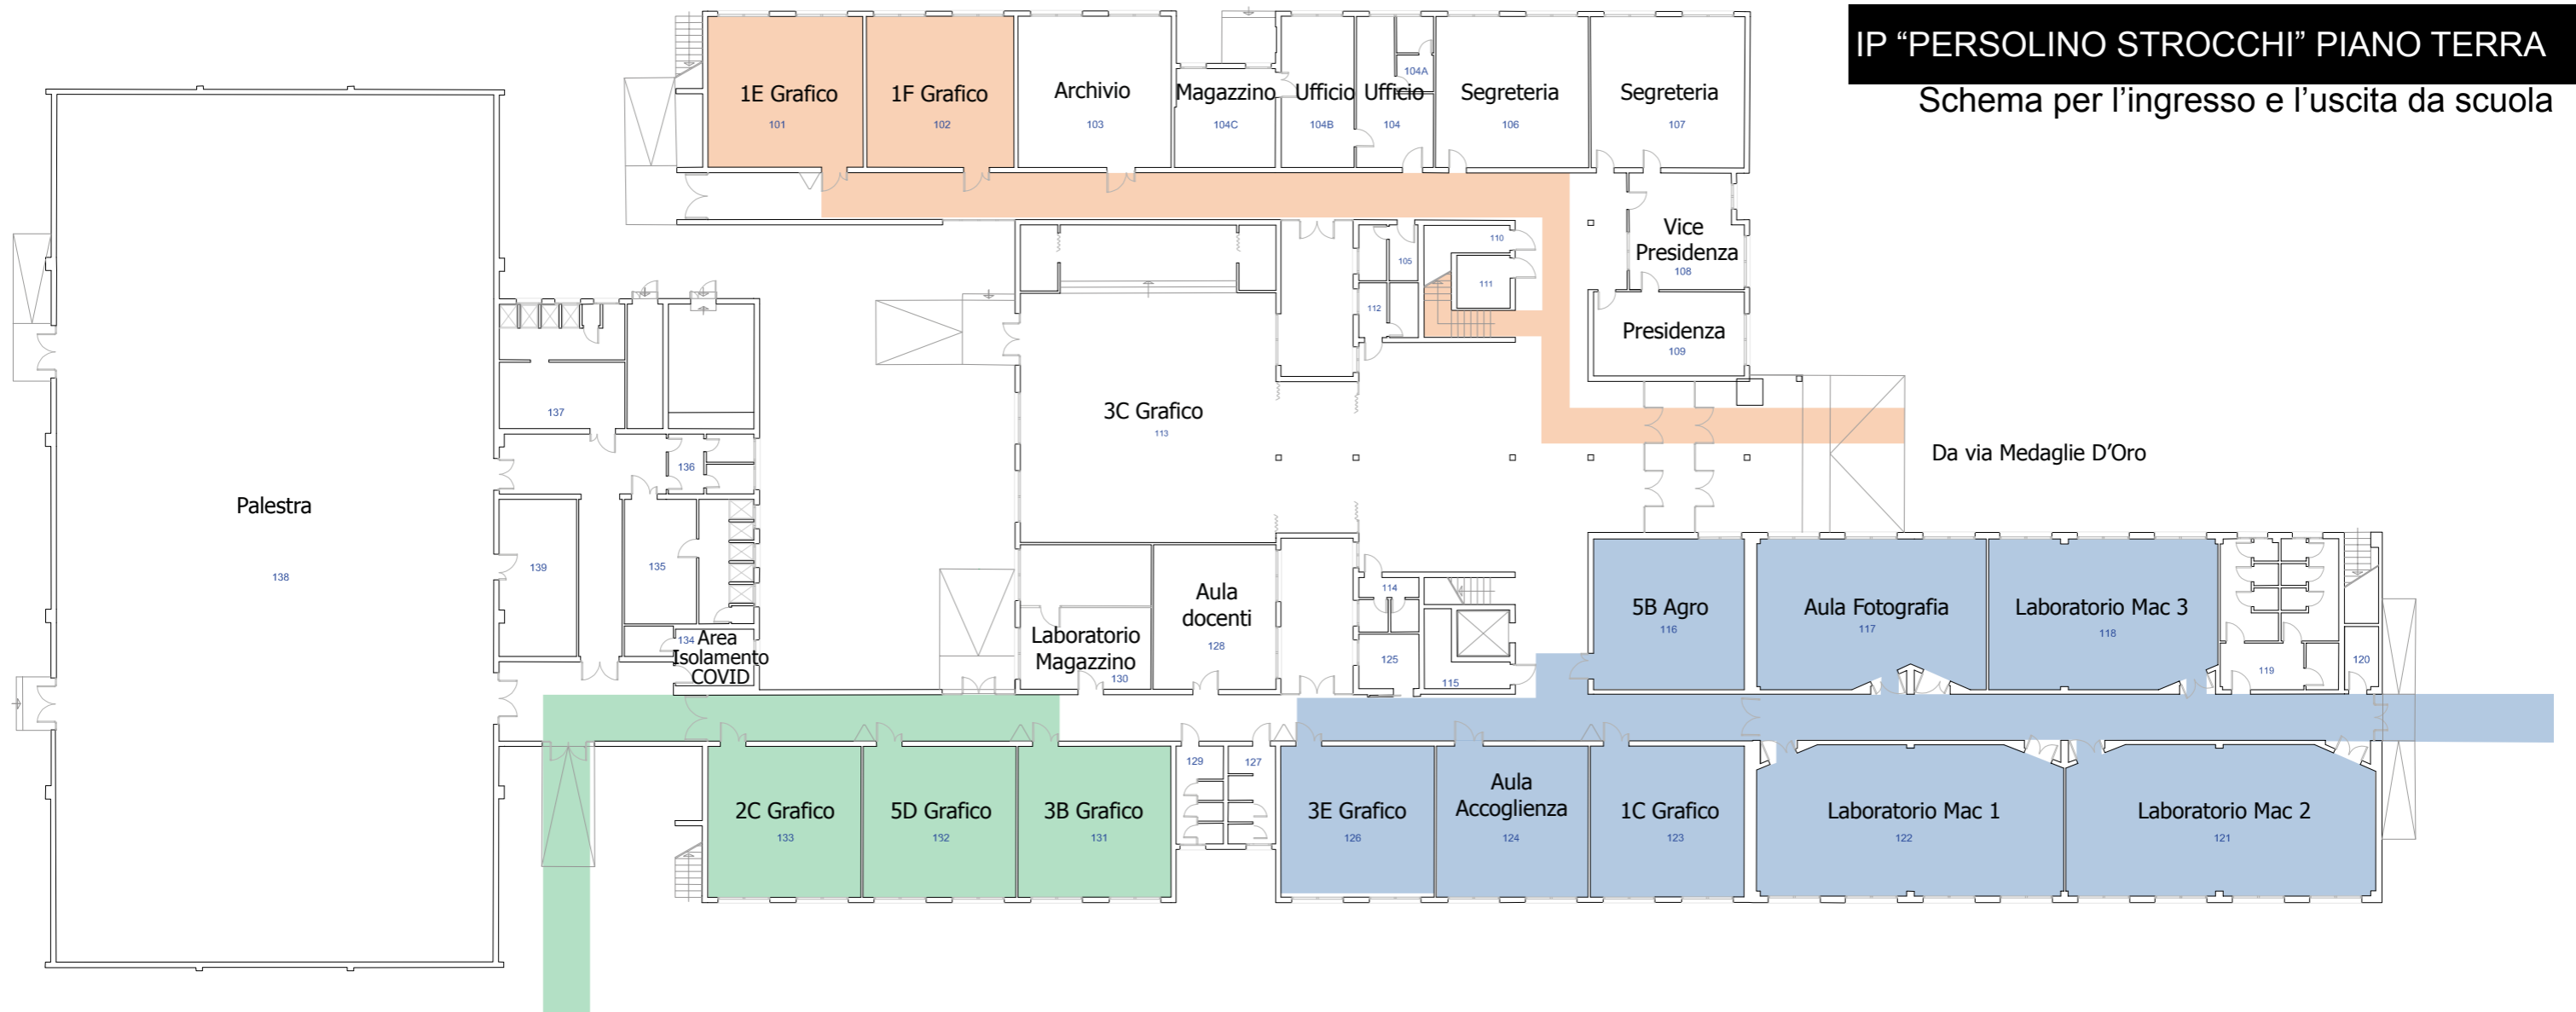 IP “PERSOLINO STROCCHI” PIANO TERRA
Schema per l’ingresso e l’uscita da scuola
1E Grafico
101
1F Grafico
102
Archivio
103
Magazzino
104C
Ufficio
104B
Ufficio
104
104A
Segreteria
106
Segreteria
107
Vice
Presidenza
108
Presidenza
109
110
111
105
112
3C Grafico
113
Da via Medaglie D’Oro
Palestra
138
137
136
139
135
134
Area
Isolamento
COVID
Laboratorio
Magazzino
130
Aula
docenti
128
114
125
115
5B Agro
116
Aula Fotografia
117
Laboratorio Mac 3
118
119
120
2C Grafico
133
5D Grafico
132
3B Grafico
131
129
127
3E Grafico
126
Aula
Accoglienza
124
1C Grafico
123
Laboratorio Mac 1
122
Laboratorio Mac 2
121